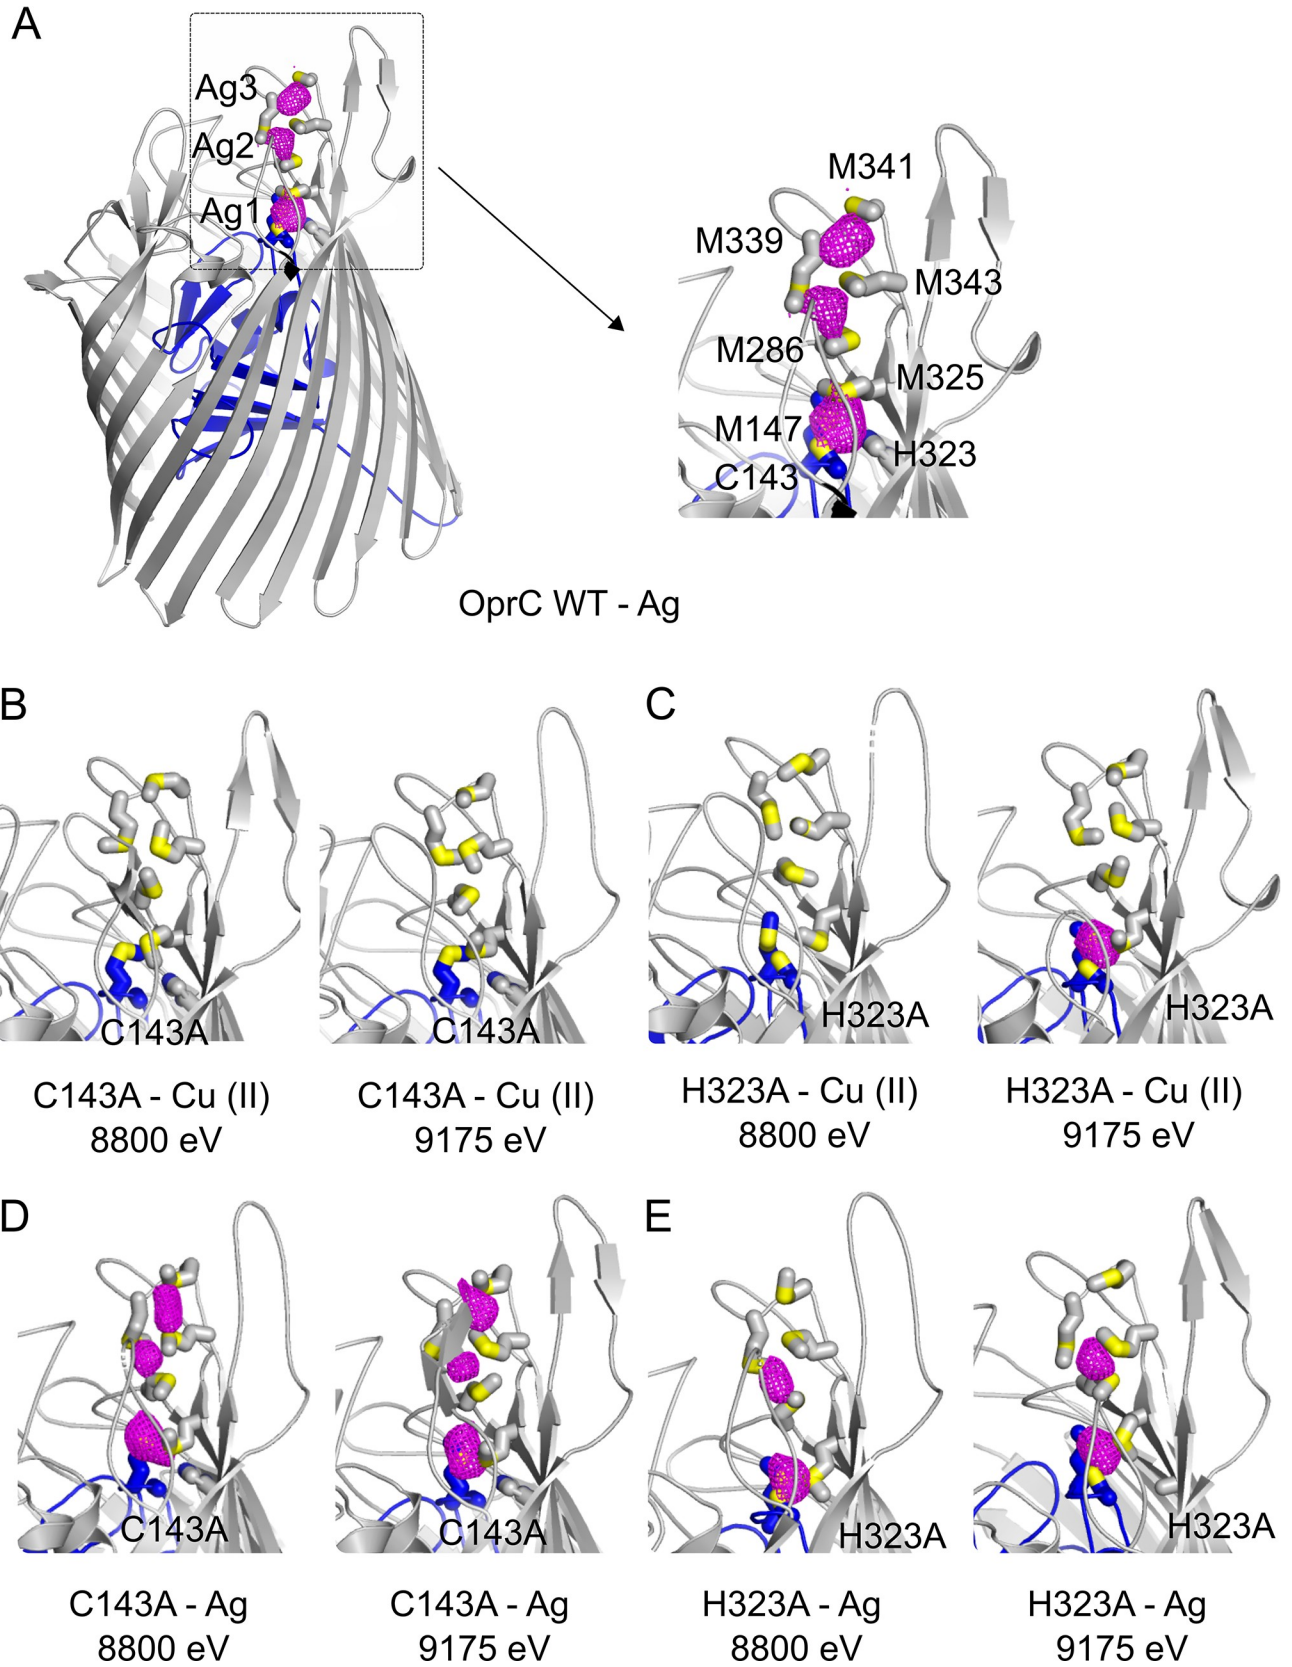 A
Ag3
Ag2
Ag1
M341
M339
M343
M286
M325
M147
H323
C143
OprC WT - Ag
B
C
C143A
C143A
H323A
H323A
C143A - Cu (II)
8800 eV
C143A - Cu (II)
9175 eV
H323A - Cu (II)
8800 eV
H323A - Cu (II)
9175 eV
D
E
C143A
C143A
H323A
H323A
C143A - Ag
8800 eV
C143A - Ag
9175 eV
H323A - Ag
8800 eV
H323A - Ag
9175 eV